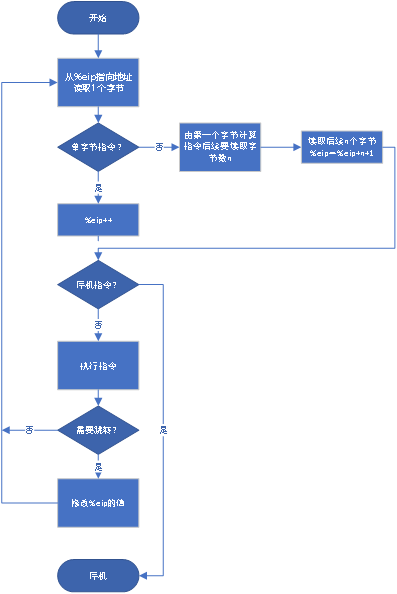 开始
从%eip指向地址
读取1个字节
单字节指令?
否
由第一个字节计算
指令后续要读取字
节数n
读取后续n个字节
%eip=%eip+n+1
是
%eip++
停机指令?
否
执行指令
是
需要跳转?
否
是
修改%eip的值
停机